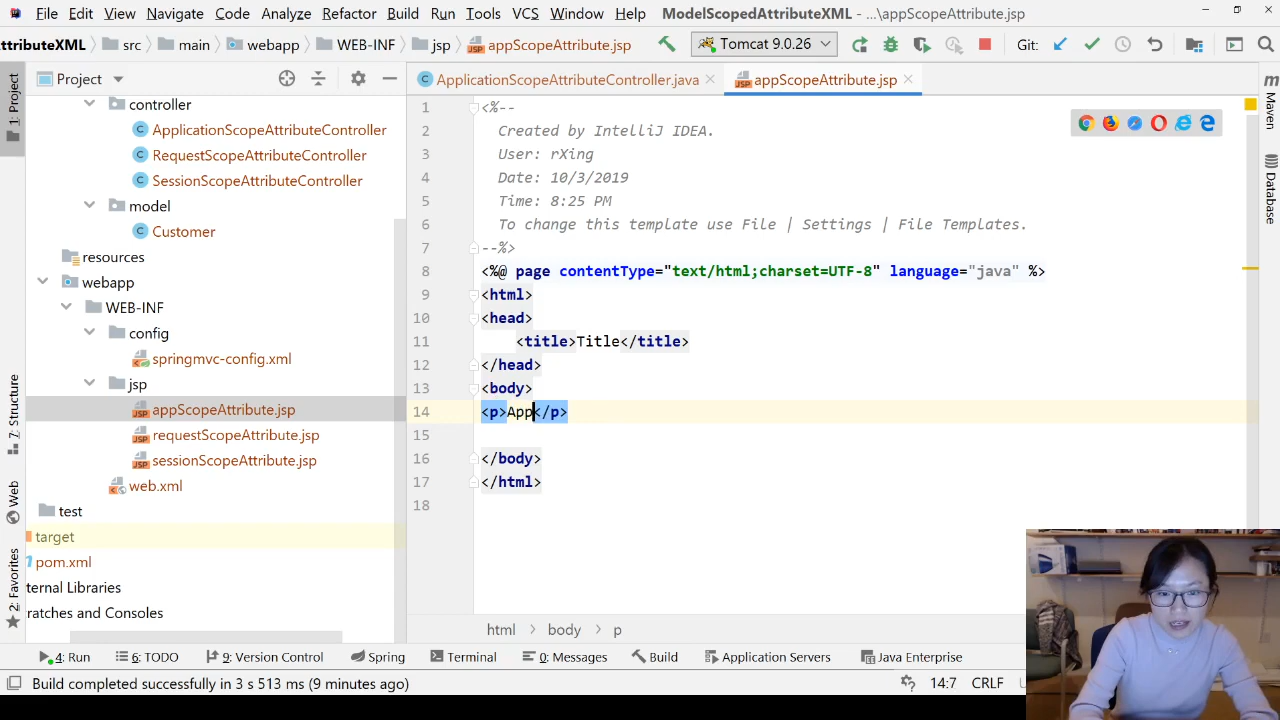 File Edit View Navigate Code Analyze Refactor Build Run Tools VCS Window Help ModelScopedAttributeXML - ...\appScopeAttribute.jsp
ttributeXML src main webapp WEB-INF jsp appScopeAttribute.jsp Tomcat 9.0.26 Git:
Project
ApplicationScopeAttributeController.java appScopeAttribute.jsp
controller
ApplicationScopeAttributeController
RequestScopeAttributeController
SessionScopeAttributeController
model
Customer
resources
webapp
WEB-INF
config
springmvc-config.xml
jsp
appScopeAttribute.jsp
requestScopeAttribute.jsp
sessionScopeAttribute.jsp
web.xml
test
target
pom.xml
ternal Libraries
ratches and Consoles
1: Project
7: Structure
Web
2: Favorites
1 <%--
2 Created by IntelliJ IDEA.
3 User: rXing
4 Date: 10/3/2019
5 Time: 8:25 PM
6 To change this template use File | Settings | File Templates.
7 --%>
8 <%@ page contentType="text/html;charset=UTF-8" language="java" %>
9 <html>
10 <head>
11 <title>Title</title>
12 </head>
13 <body>
14 <p>App</p>
15
16 </body>
17 </html>
18
m Maven
Database
html > body > p
4: Run 6: TODO 9: Version Control Spring Terminal 0: Messages Build Application Servers Java Enterprise
Build completed successfully in 3 s 513 ms (9 minutes ago) 14:7 CRLF